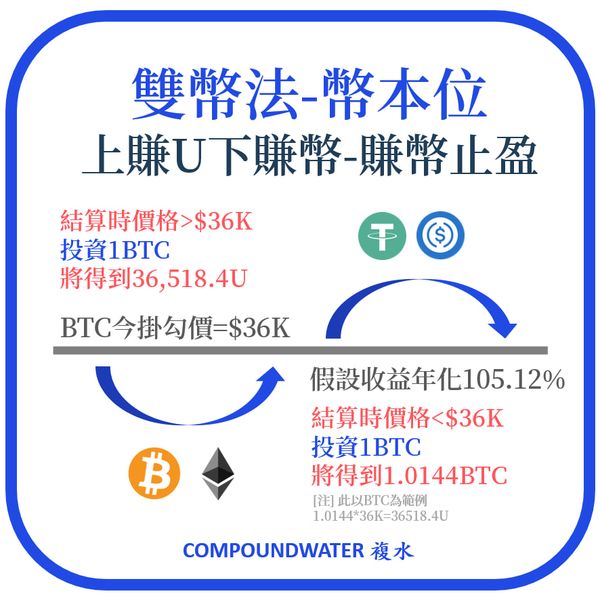 雙幣法-幣本位
上賺U下賺幣-賺幣止盈
結算時價格>$36K
投資1BTC
將得到36,518.4U
BTC今掛勾價=$36K
假設收益年化105.12%
結算時價格<$36K
投資1BTC
將得到1.0144BTC
[注] 此以BTC為範例
1.0144*36K=36518.4U
COMPOUNDWATER 複水